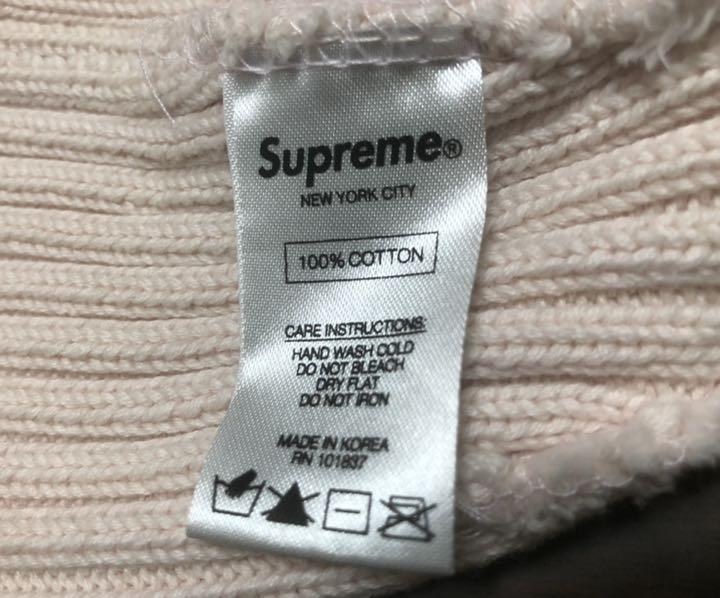 Supreme®
NEW YORK CITY
100% COTTON
CARE INSTRUCTIONS:
HAND WASH COLD
DO NOT BLEACH
DRY FLAT
DO NOT IRON
MADE IN KOREA
RN 101837